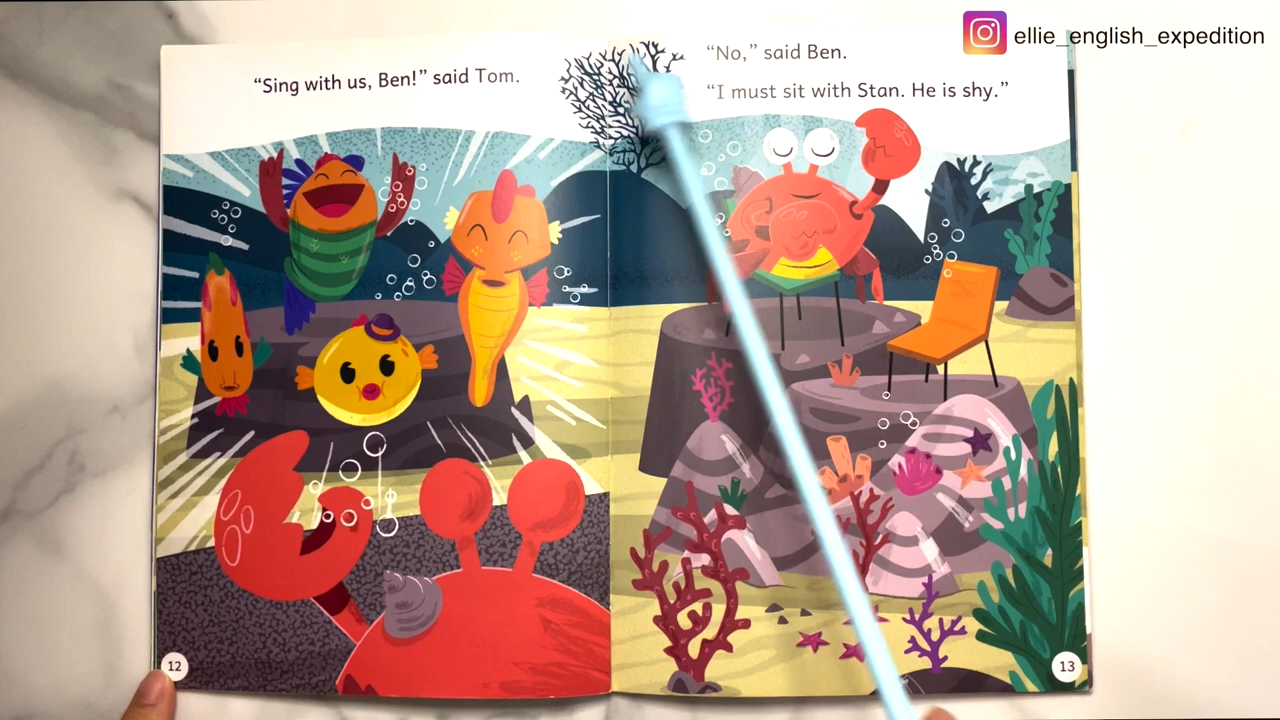 ellie_english_expedition
“Sing with us, Ben!” said Tom.
“No,” said Ben.
“I must sit with Stan. He is shy.”
12
13